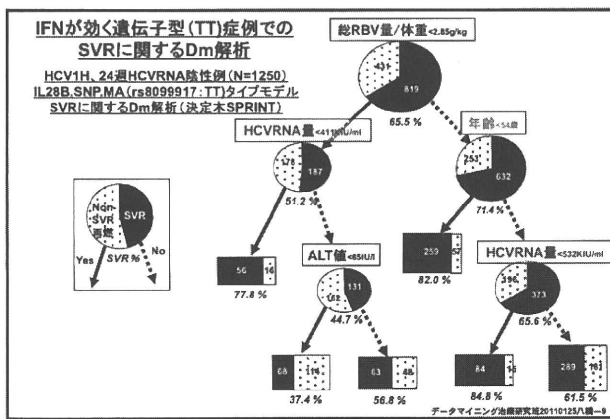 IFNが効く遺伝子型(TT)症例での
SVRに関するDm解析
HCV1H、24週HCVRNA陰性例(N=1250)
IL28B,SNP,MA(rs8099917:TT)タイプモデル
SVRに関するDm解析(決定木SPRINT)
総RBV量/体重<2.85g/kg
431
819
65.5 %
HCVRNA量<411KIU/ml
178
187
51.2 %
年齢<54歳
253
632
71.4 %
Non-SVR
再燃
SVR
Yes
SVR%
No
56
16
77.8 %
ALT値<65IU/l
162
131
44.7 %
259
57
82.0 %
HCVRNA量<532KIU/ml
196
373
65.6 %
68
114
37.4 %
63
48
56.8 %
84
15
84.8 %
289
181
61.5 %
データマイニング治療研究班20110125八橋-9